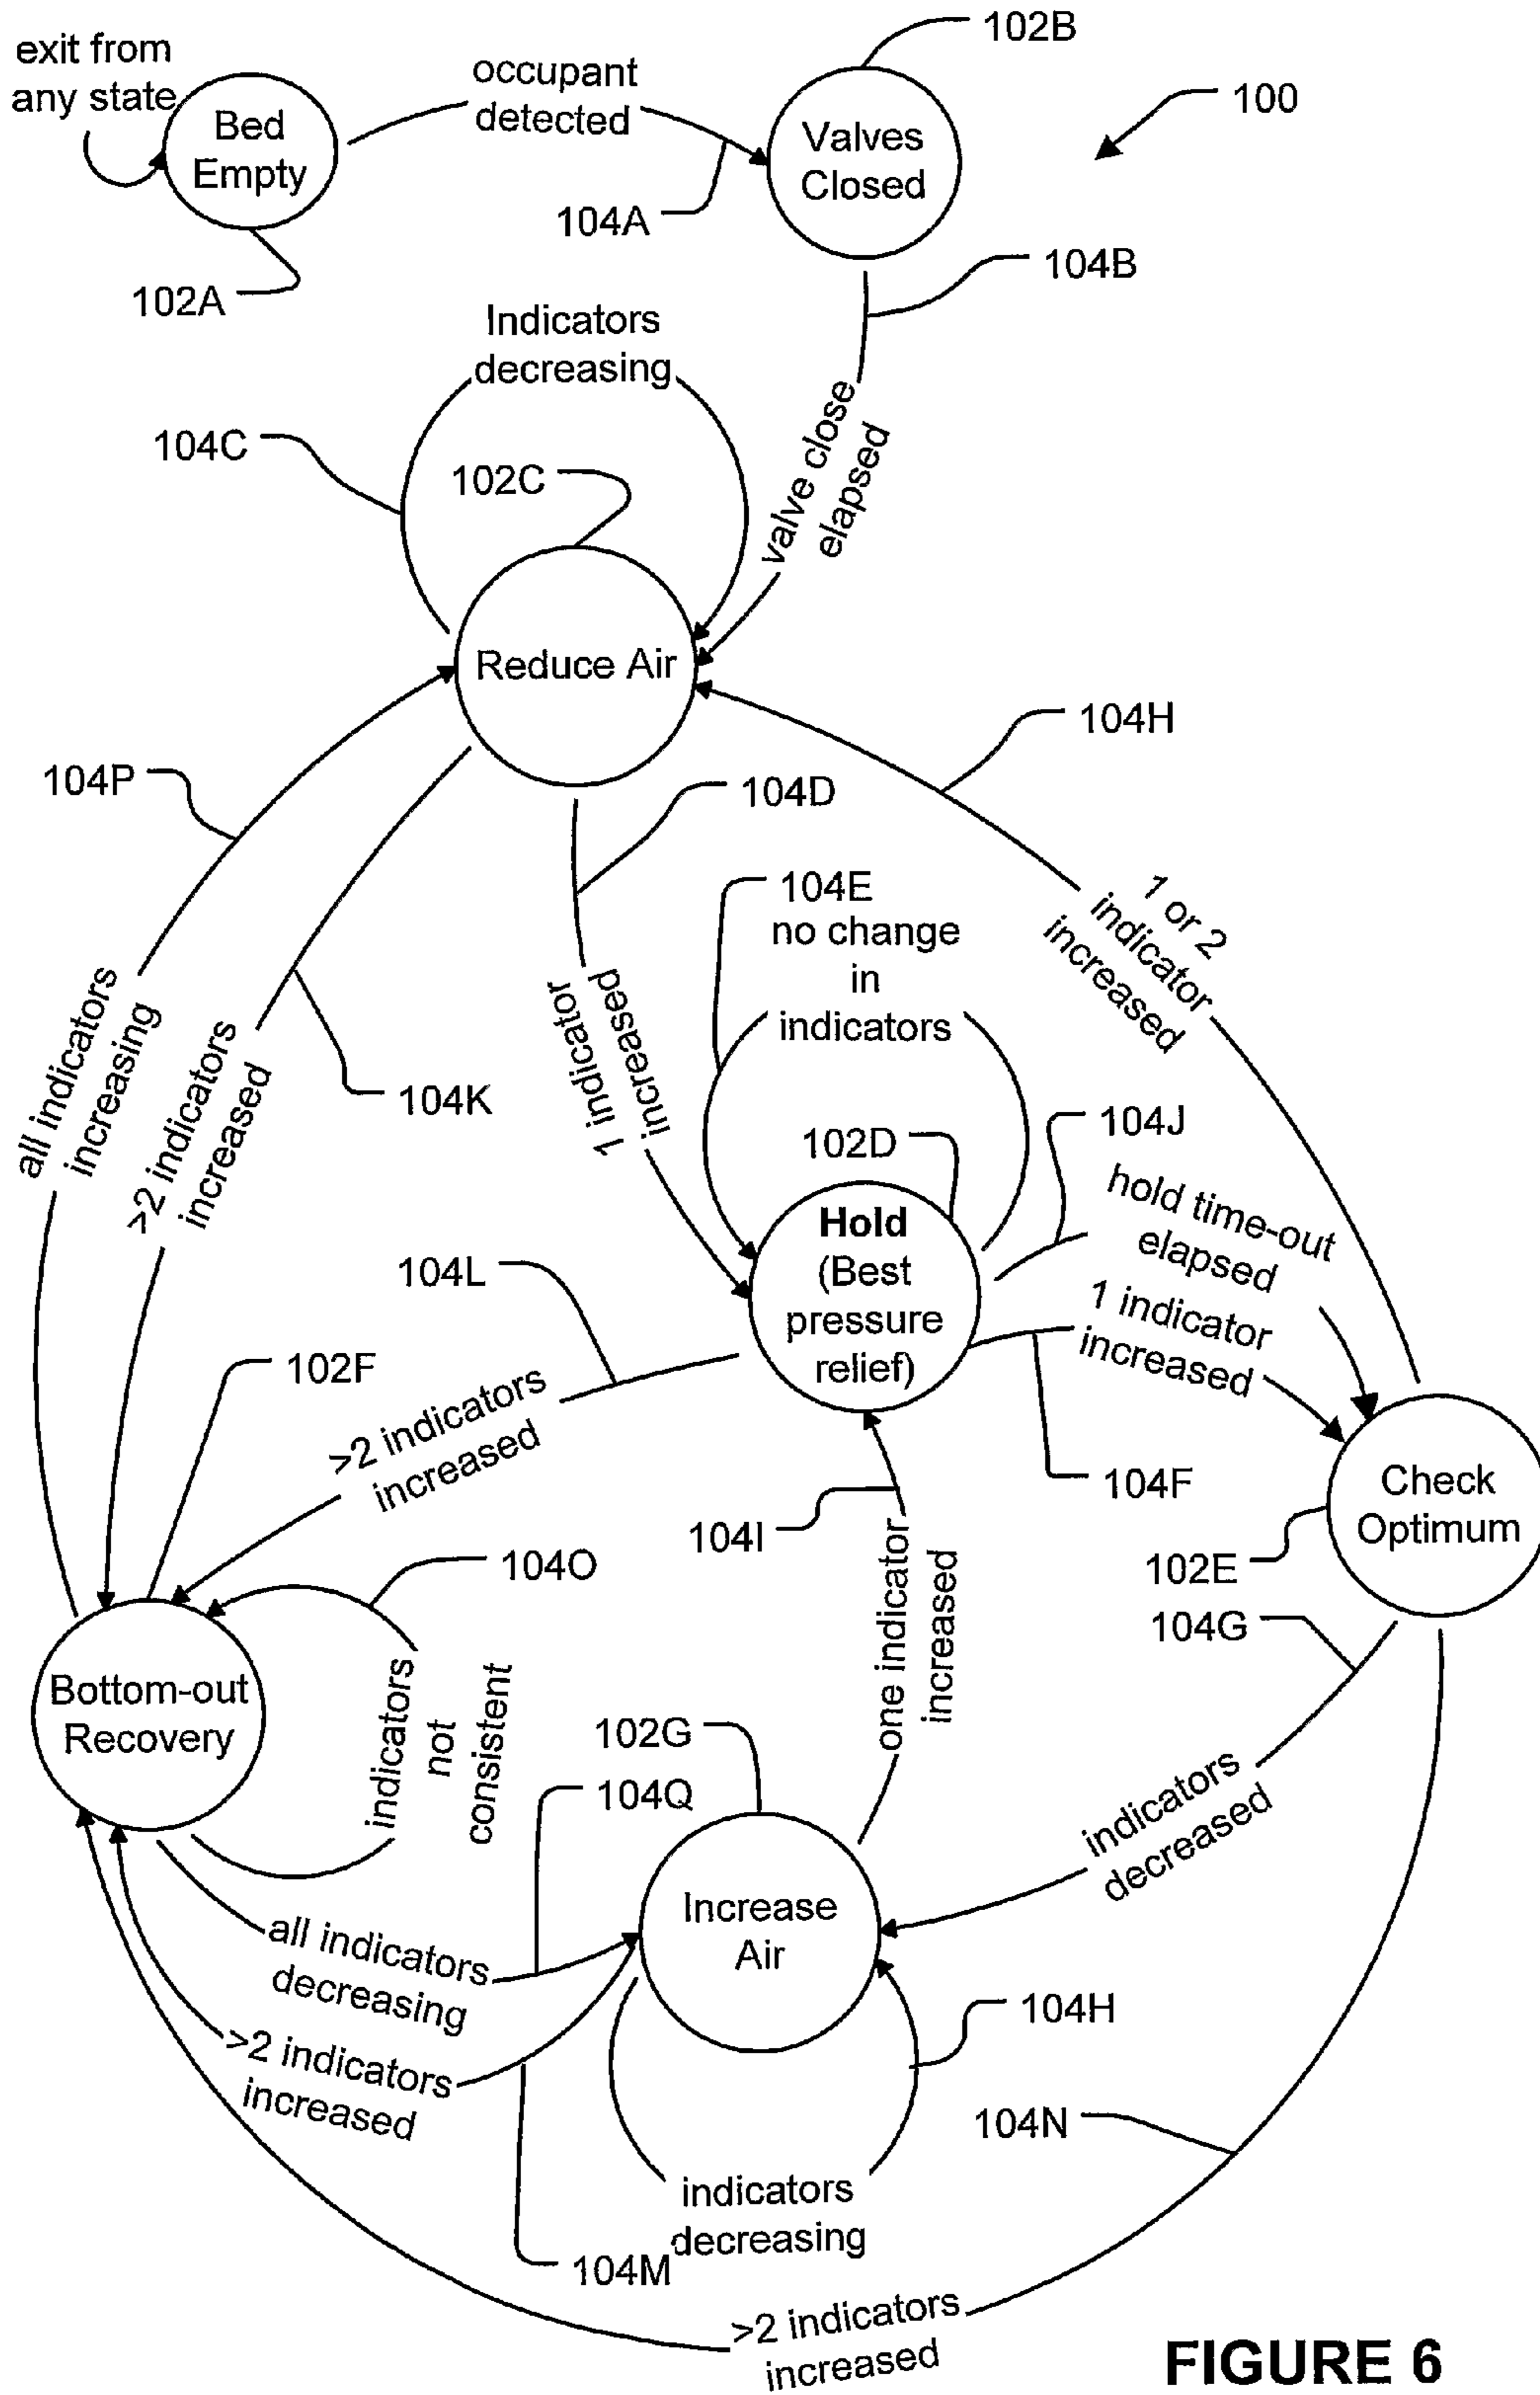 102B
exit from
any state
occupant
detected
100
Bed
Empty
Valves
Closed
104A
104B
102A
Indicators
decreasing
valve close
elapsed
104C
102C
Reduce Air
104H
104P
104D
104E
no change
in
indicators
1 or 2
indicator
increased
all indicators
increasing
>2 indicators
increased
1 indicator
increased
104K
104J
102D
hold time-out
elapsed
Hold
(Best
pressure
relief)
104L
1 indicator
increased
102F
>2 indicators
increased
104F
Check
Optimum
104I
104O
102E
one indicator
increased
104G
Bottom-out
Recovery
indicators
not
consistent
102G
104Q
indicators
decreased
Increase
Air
all indicators
decreasing
104H
>2 indicators
increased
104N
indicators
decreasing
104M
>2 indicators
increased
FIGURE 6